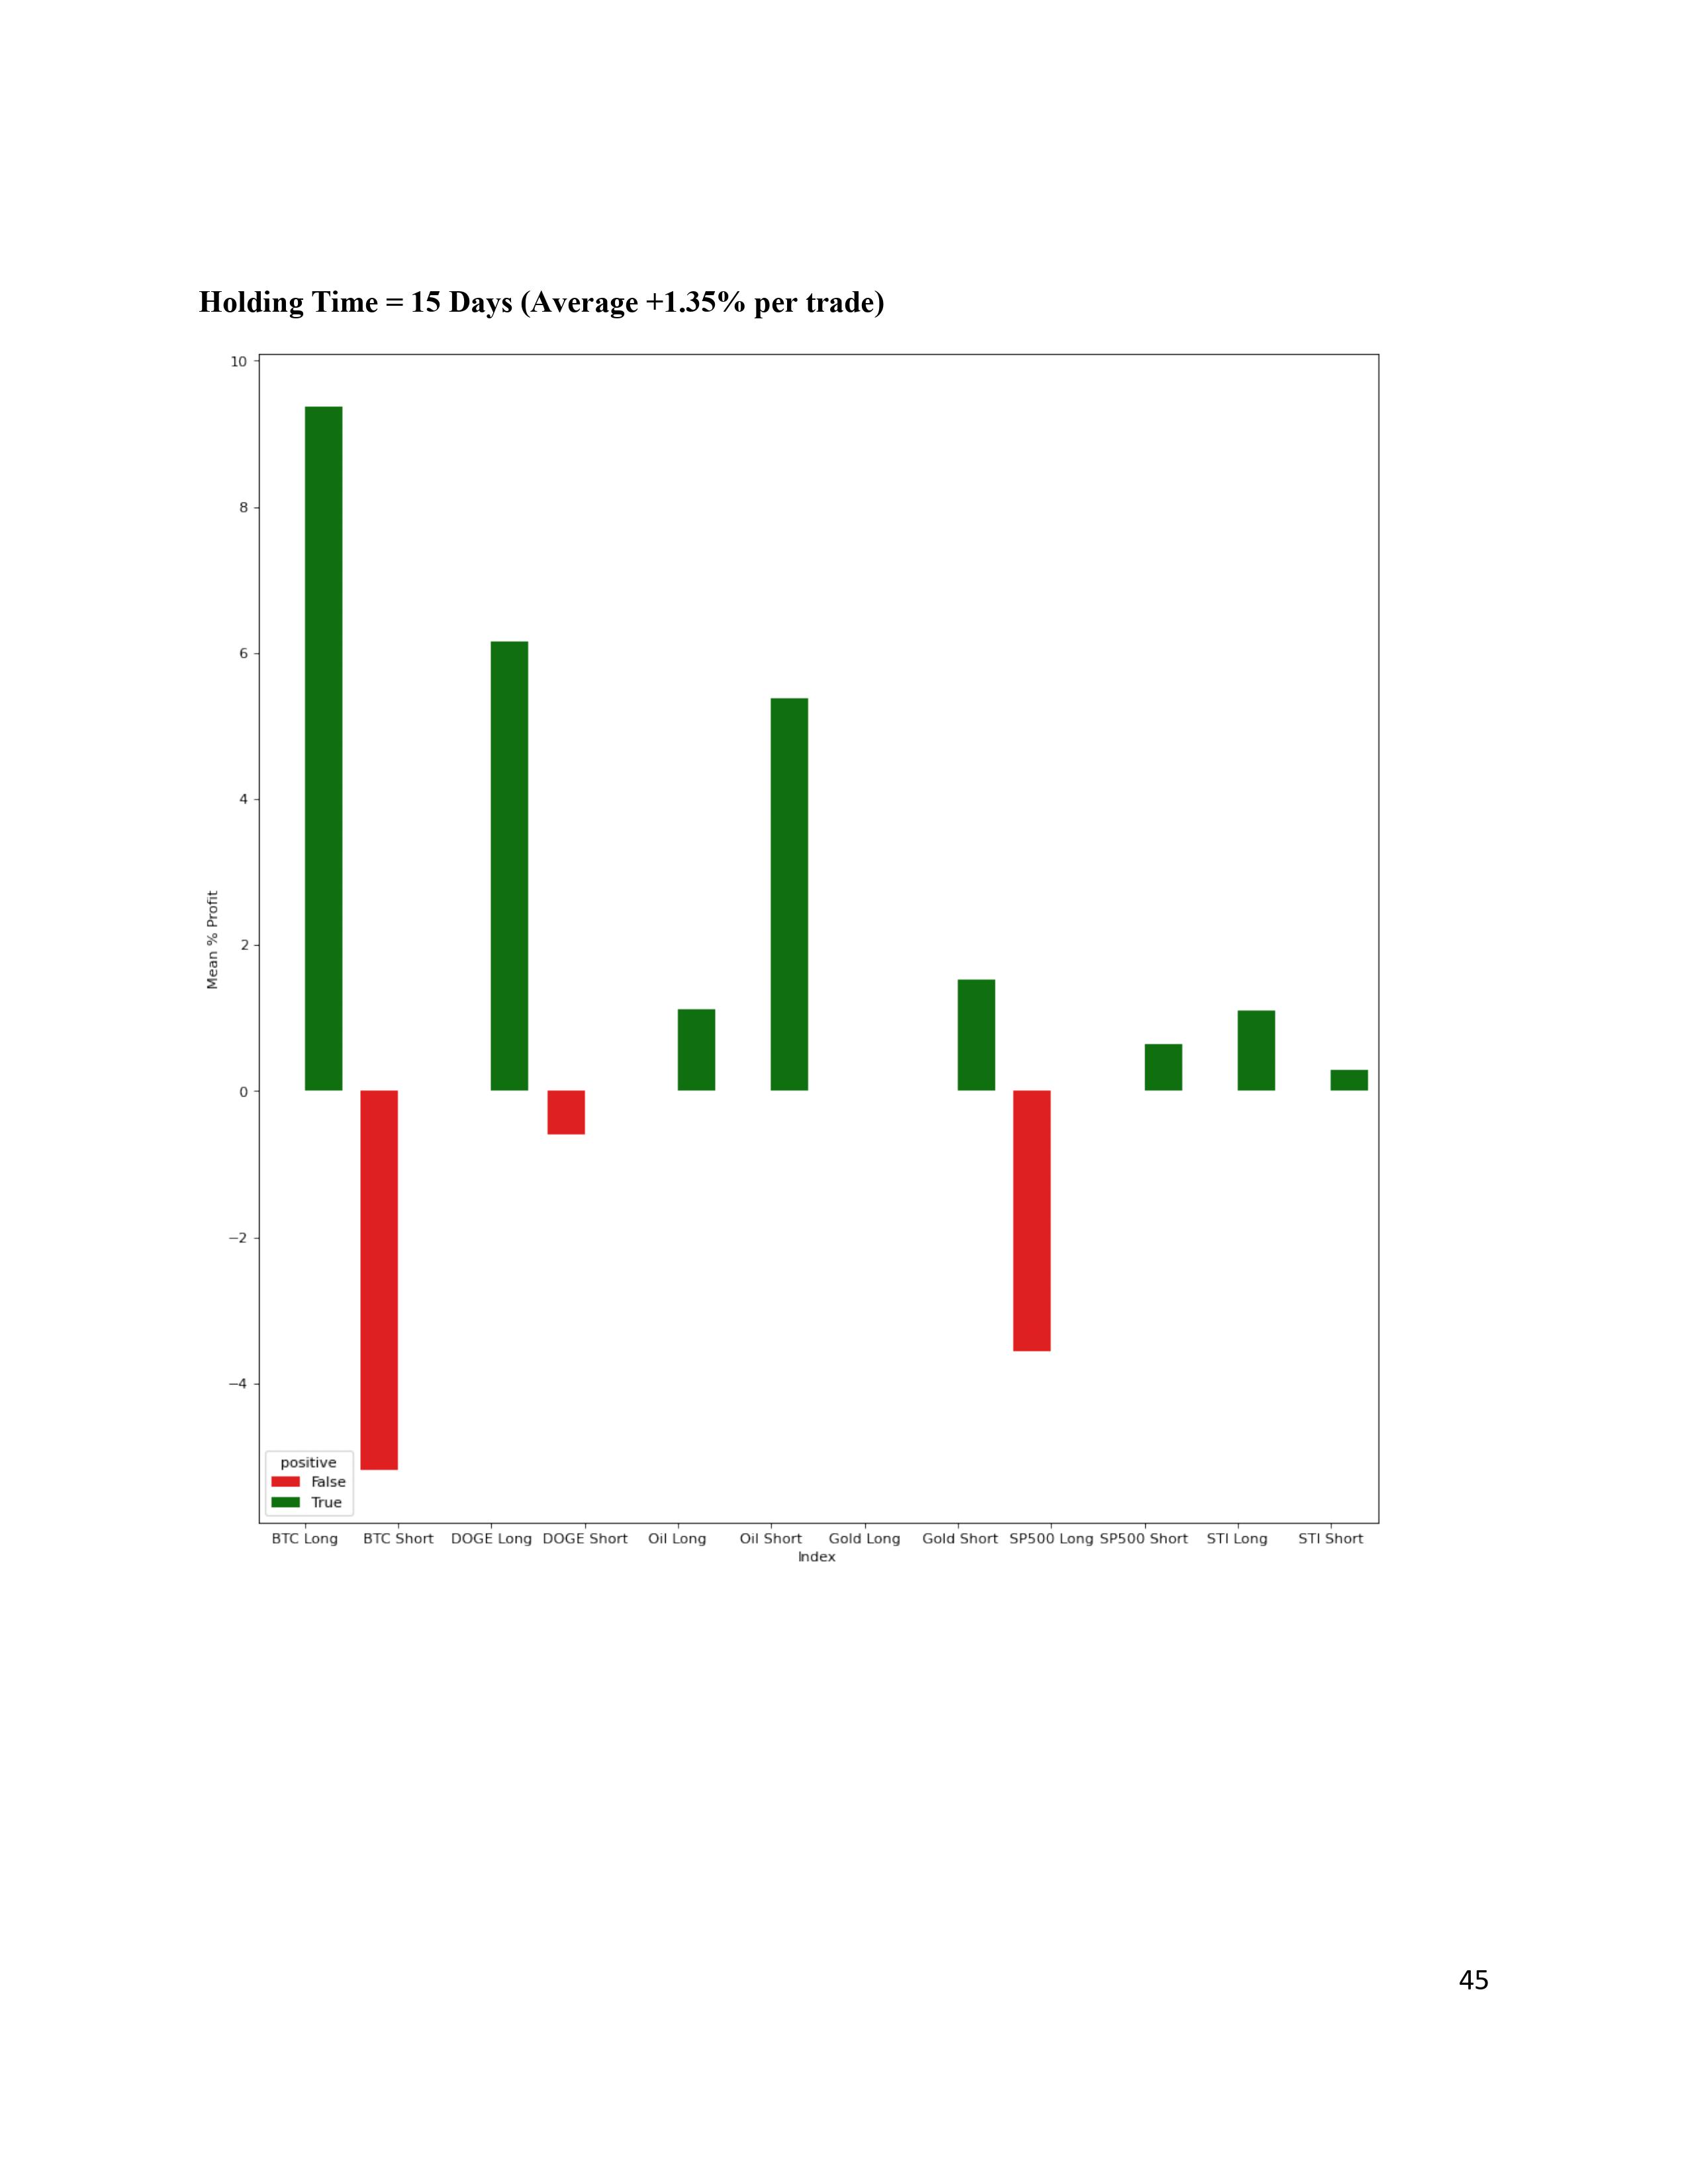 Holding Time = 15 Days (Average +1.35% per trade)
10
8
6
4
2
0
−2
−4
Mean % Profit
positive
False
True
BTC Long BTC Short DOGE Long DOGE Short Oil Long Oil Short Gold Long Gold Short SP500 Long SP500 Short STI Long STI Short
Index
45